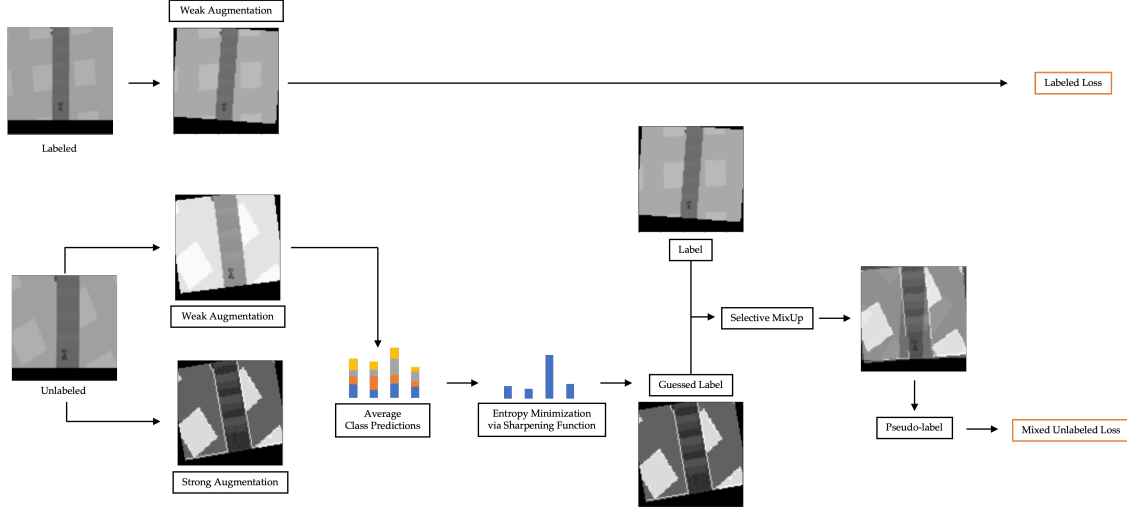 Weak Augmentation
Labeled
Labeled Loss
Weak Augmentation
Label
Selective MixUp
Unlabeled
Average
Class Predictions
Entropy Minimization
via Sharpening Function
Guessed Label
Pseudo-label
Mixed Unlabeled Loss
Strong Augmentation